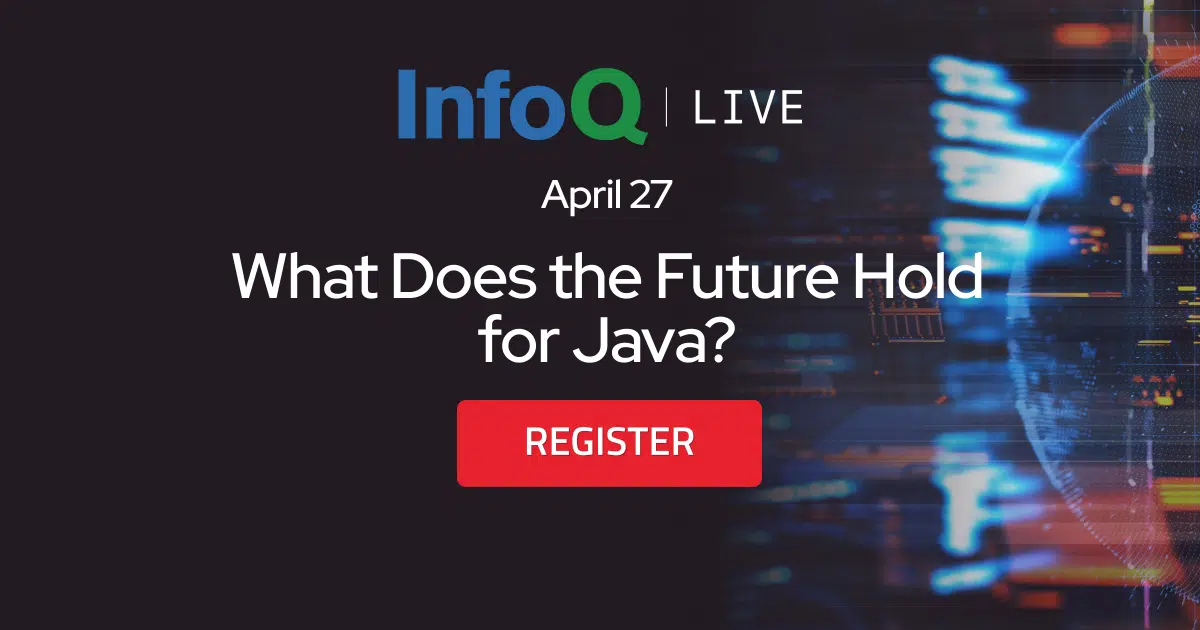 InfoQ | LIVE
April 27
What Does the Future Hold
for Java?
REGISTER